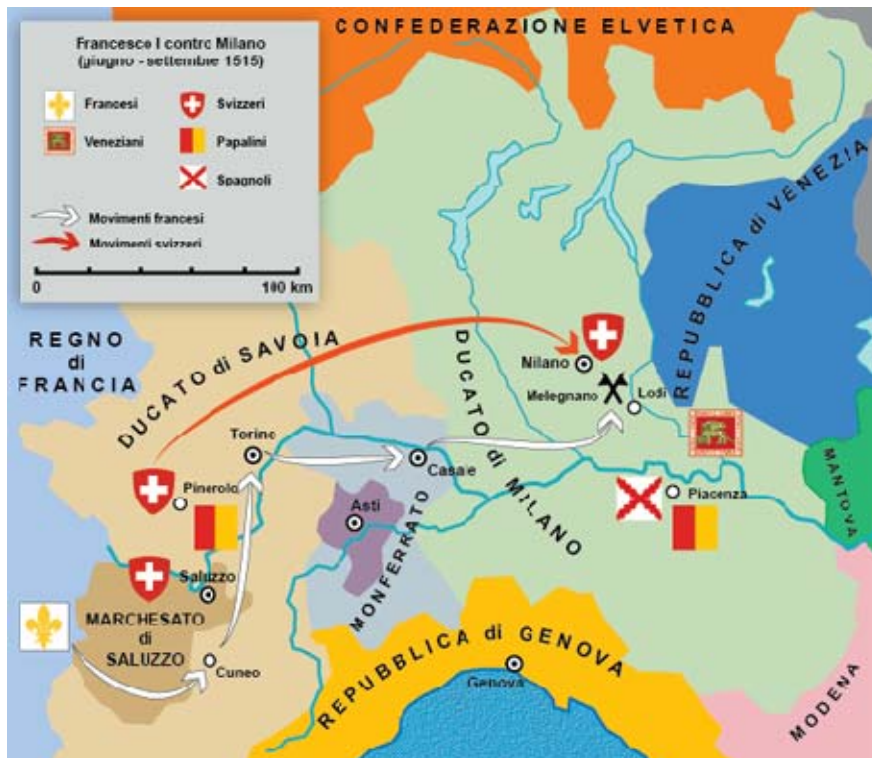 Francesco I contro Milano
(giugno - settembre 1515)
Francesi
Svizzeri
Veneziani
Papalini
Spagnoli
Movimenti francesi
Movimenti svizzeri
0
100 km
CONFEDERAZIONE ELVETICA
REPUBBLICA di VENEZIA
REGNO
di
FRANCIA
DUCATO di SAVOIA
DUCATO di MILANO
Nilano
Melegnano
Lodi
Torino
Casale
Pinerolo
Asti
MONFERRATO
Piacenza
MANTOVA
Saluzzo
MARCHESATO
di
SALUZZO
Cuneo
REPUBBLICA di GENOVA
Genova
MODENA